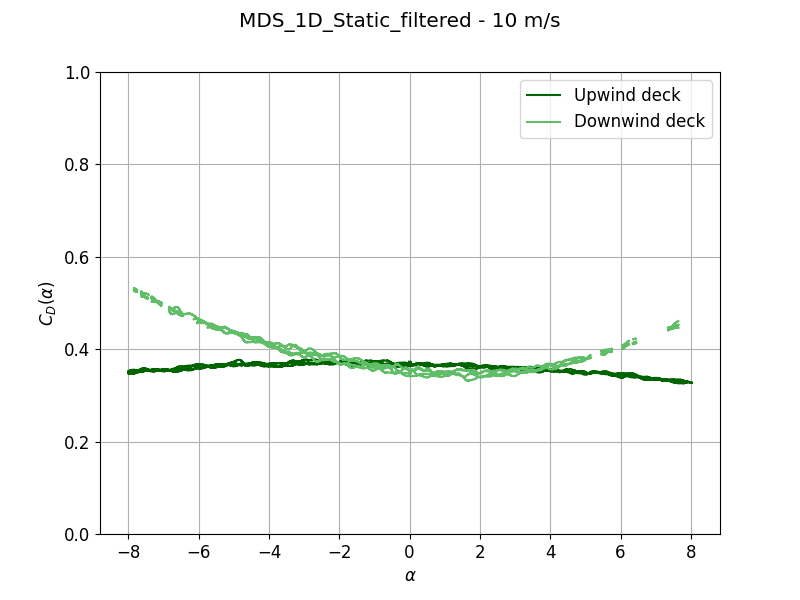 MDS_1D_Static_filtered - 10 m/s
1.0
0.8
0.6
0.4
0.2
0.0
C_D(α)
Upwind deck
Downwind deck
−8 −6 −4 −2 0 2 4 6 8
α